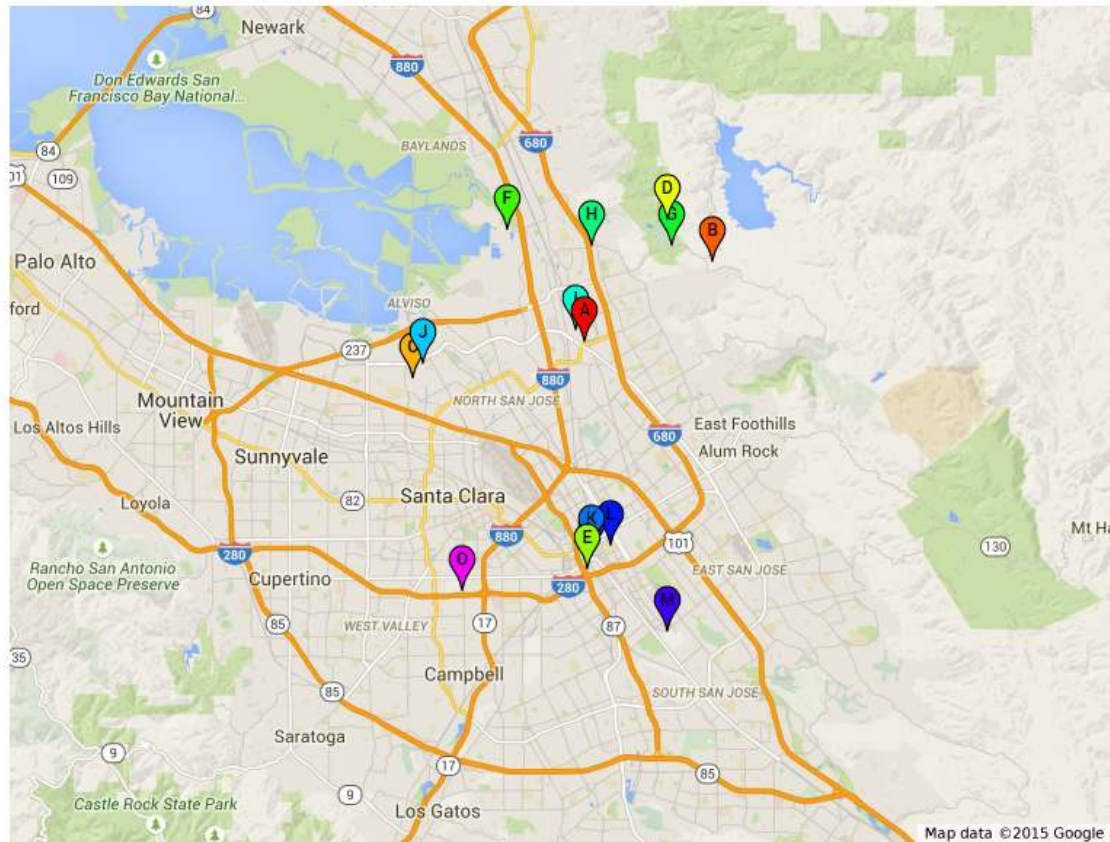 84
Newark
880
Don Edwards San
Francisco Bay National...
84
680
BAYLANDS
84
01
109
D
F
H
G
B
Palo Alto
ford
ALVISO
I
A
J
C
237
880
Mountain
View
NORTH SAN JOSE
Los Altos Hills
East Foothills
680
Alum Rock
Sunnyvale
82
Santa Clara
Loyola
880
K
L
E
101
Mt Ha
130
280
Rancho San Antonio
Open Space Preserve
O
EAST SAN JOSE
Cupertino
280
M
85
WEST VALLEY
17
87
35
Campbell
85
SOUTH SAN JOSE
Saratoga
9
17
85
9
Castle Rock State Park
Los Gatos
Map data ©2015 Google